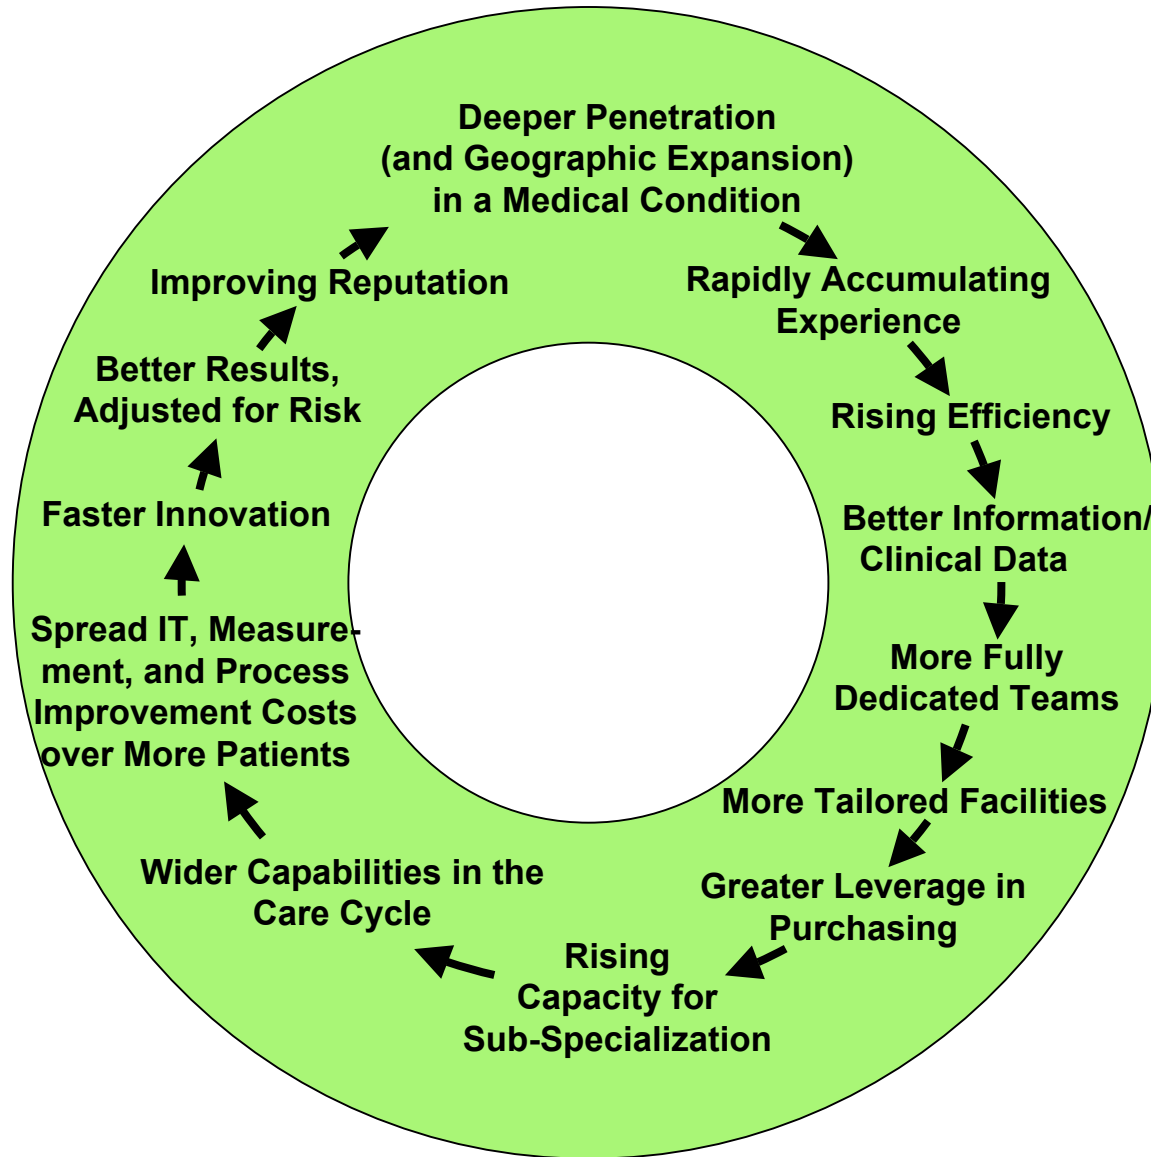 Deeper Penetration
(and Geographic Expansion)
in a Medical Condition
Rapidly Accumulating
Experience
Rising Efficiency
Better Information/
Clinical Data
More Fully
Dedicated Teams
More Tailored Facilities
Greater Leverage in
Purchasing
Rising
Capacity for
Sub-Specialization
Wider Capabilities in the
Care Cycle
Spread IT, Measure-
ment, and Process
Improvement Costs
over More Patients
Faster Innovation
Better Results,
Adjusted for Risk
Improving Reputation